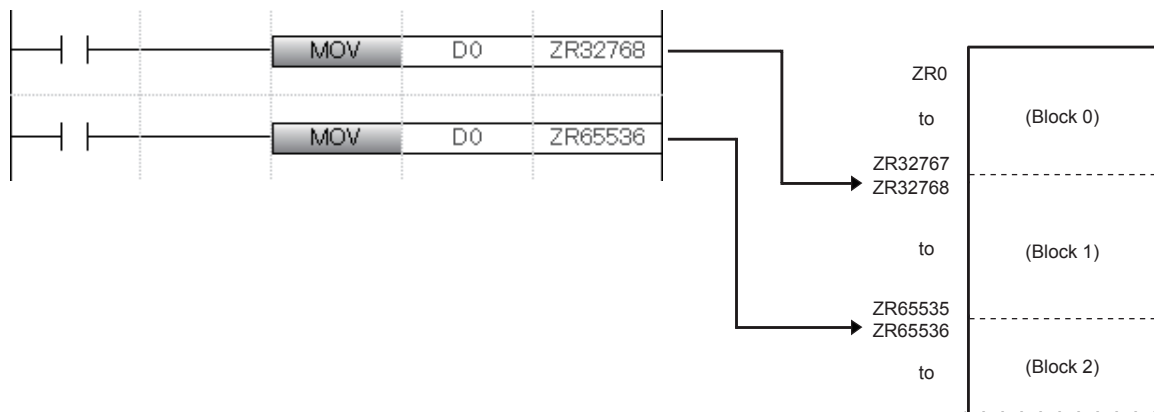 MOV D0 ZR32768
MOV D0 ZR65536
ZR0
to
(Block 0)
ZR32767
ZR32768
to
(Block 1)
ZR65535
ZR65536
to
(Block 2)